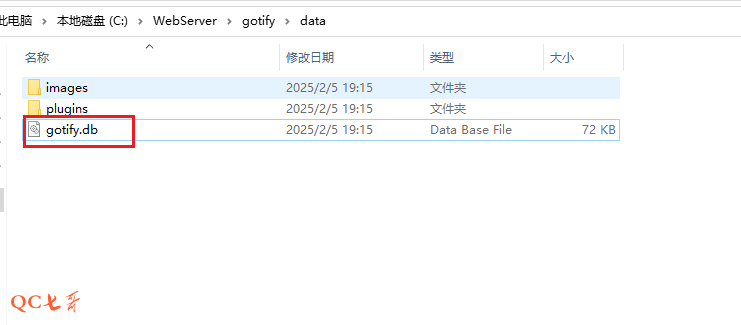 此电脑 > 本地磁盘 (C:) > WebServer > gotify > data
名称 修改日期 类型 大小
images 2025/2/5 19:15 文件夹
plugins 2025/2/5 19:15 文件夹
gotify.db 2025/2/5 19:15 Data Base File 72 KB
QC七哥